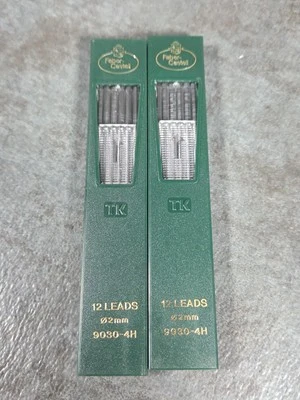 Faber-
Castell
TK
12 LEADS
Ø2mm
9030-4H
Faber-
Castell
TK
12 LEADS
Ø2mm
9030-4H